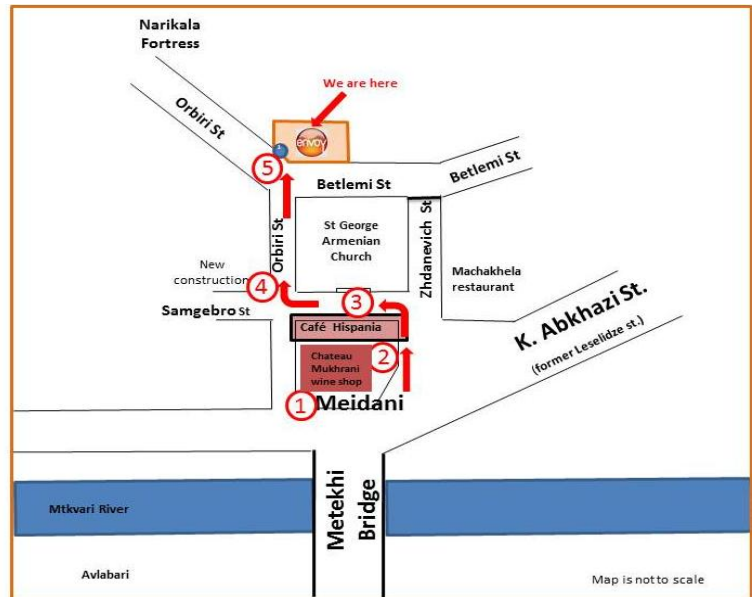 Narikala
Fortress
We are here
Orbiri St
envoy
5
Betlemi St
Betlemi St
Orbiri St
St George
Armenian
Church
Zhdanevich St
New
construction
4
3
Machakhela
restaurant
Samgebro St
Café Hispania
K. Abkhazi St.
(former Leselidze st.)
Chateau
Mukhrani
wine shop
2
1
Meidani
Metekhi
Bridge
Mtkvari River
Avlabari
Map is not to scale